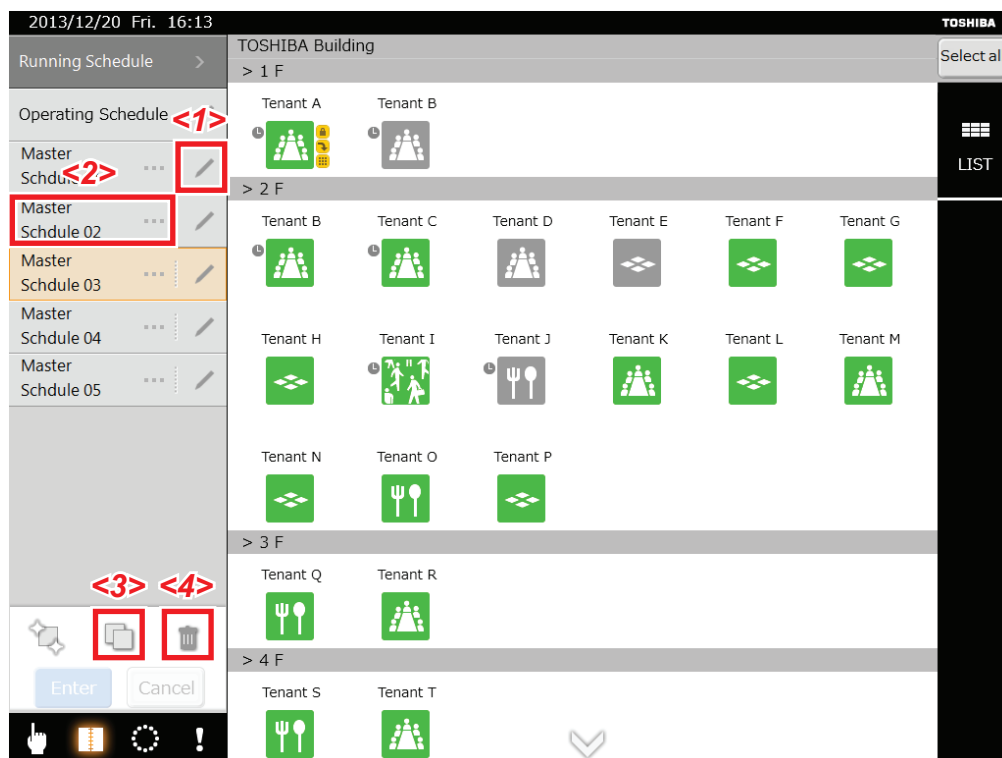 2013/12/20 Fri. 16:13
TOSHIBA
Running Schedule >
TOSHIBA Building
Select al
> 1 F
Operating Schedule
<1>
Tenant A Tenant B
LIST
Master
Schdule
<2>
> 2 F
Master
Schdule 02
Tenant B Tenant C Tenant D Tenant E Tenant F Tenant G
Master
Schdule 03
Master
Schdule 04
Tenant H Tenant I Tenant J Tenant K Tenant L Tenant M
Master
Schdule 05
Tenant N Tenant O Tenant P
> 3 F
<3> <4>
Tenant Q Tenant R
> 4 F
Enter Cancel
Tenant S Tenant T